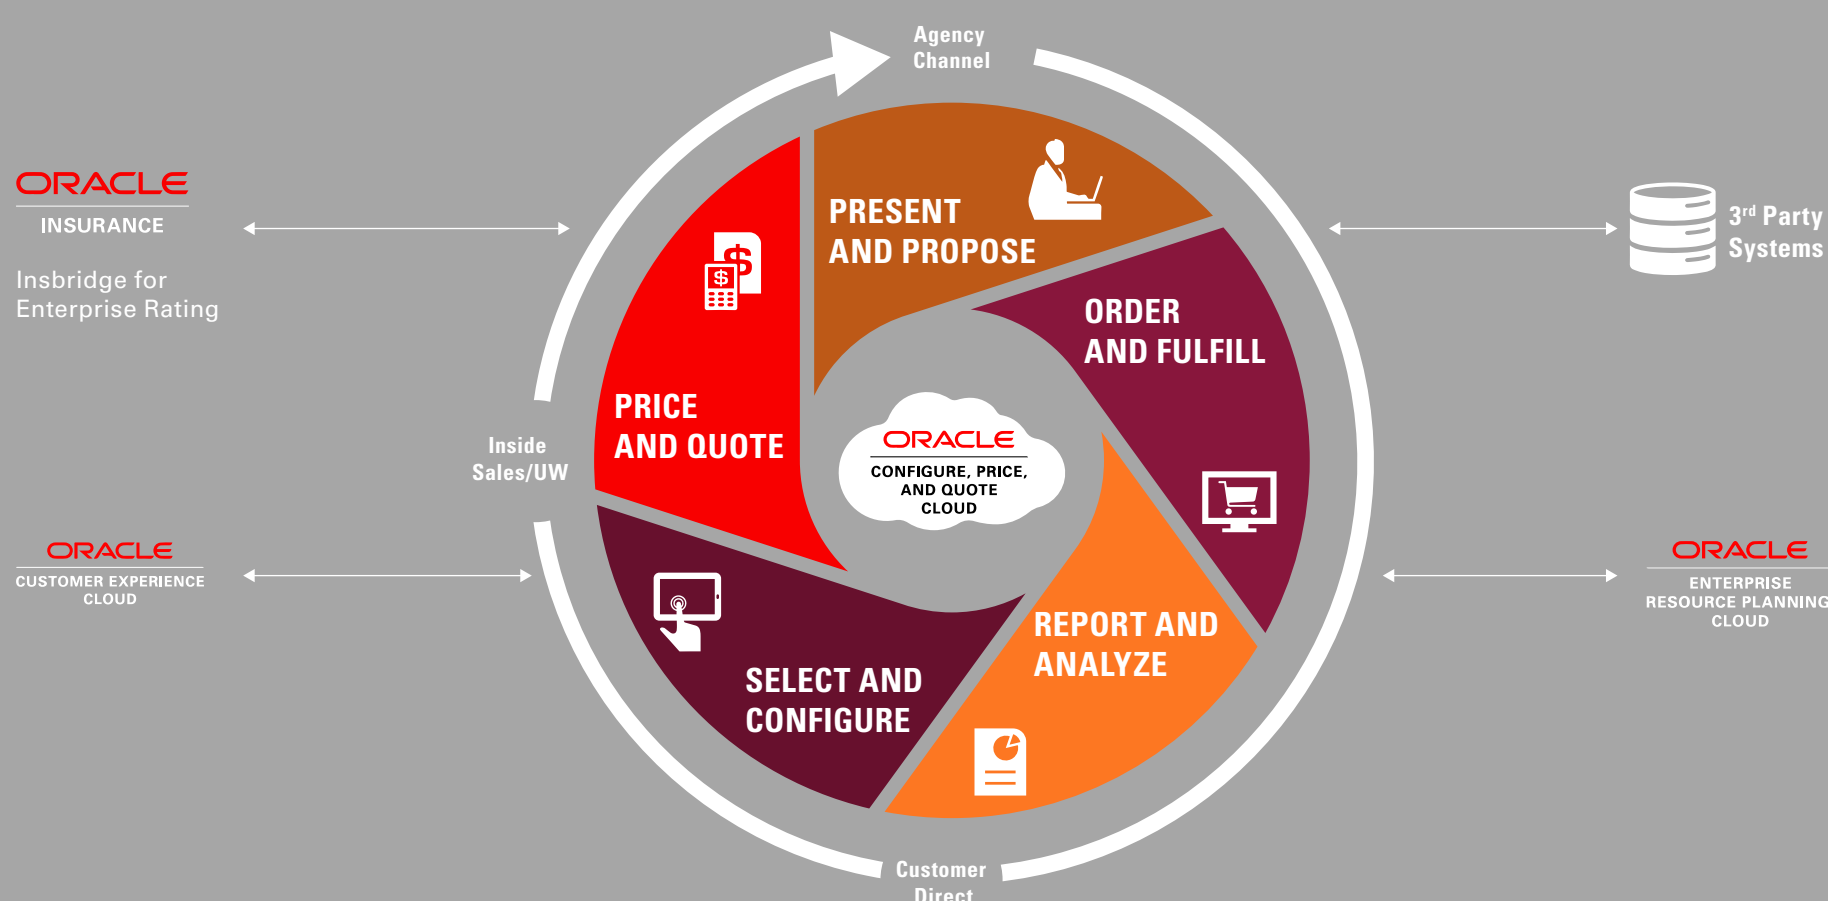 Agency
Channel
ORACLE
INSURANCE
Insbridge for
Enterprise Rating
PRESENT
AND PROPOSE
3rd Party
Systems
$
$
ORDER
AND FULFILL
PRICE
AND QUOTE
Inside
Sales/UW
ORACLE
CONFIGURE, PRICE,
AND QUOTE
CLOUD
ORACLE
CUSTOMER EXPERIENCE
CLOUD
ORACLE
ENTERPRISE
RESOURCE PLANNING
CLOUD
REPORT AND
ANALYZE
SELECT AND
CONFIGURE
Customer
Direct